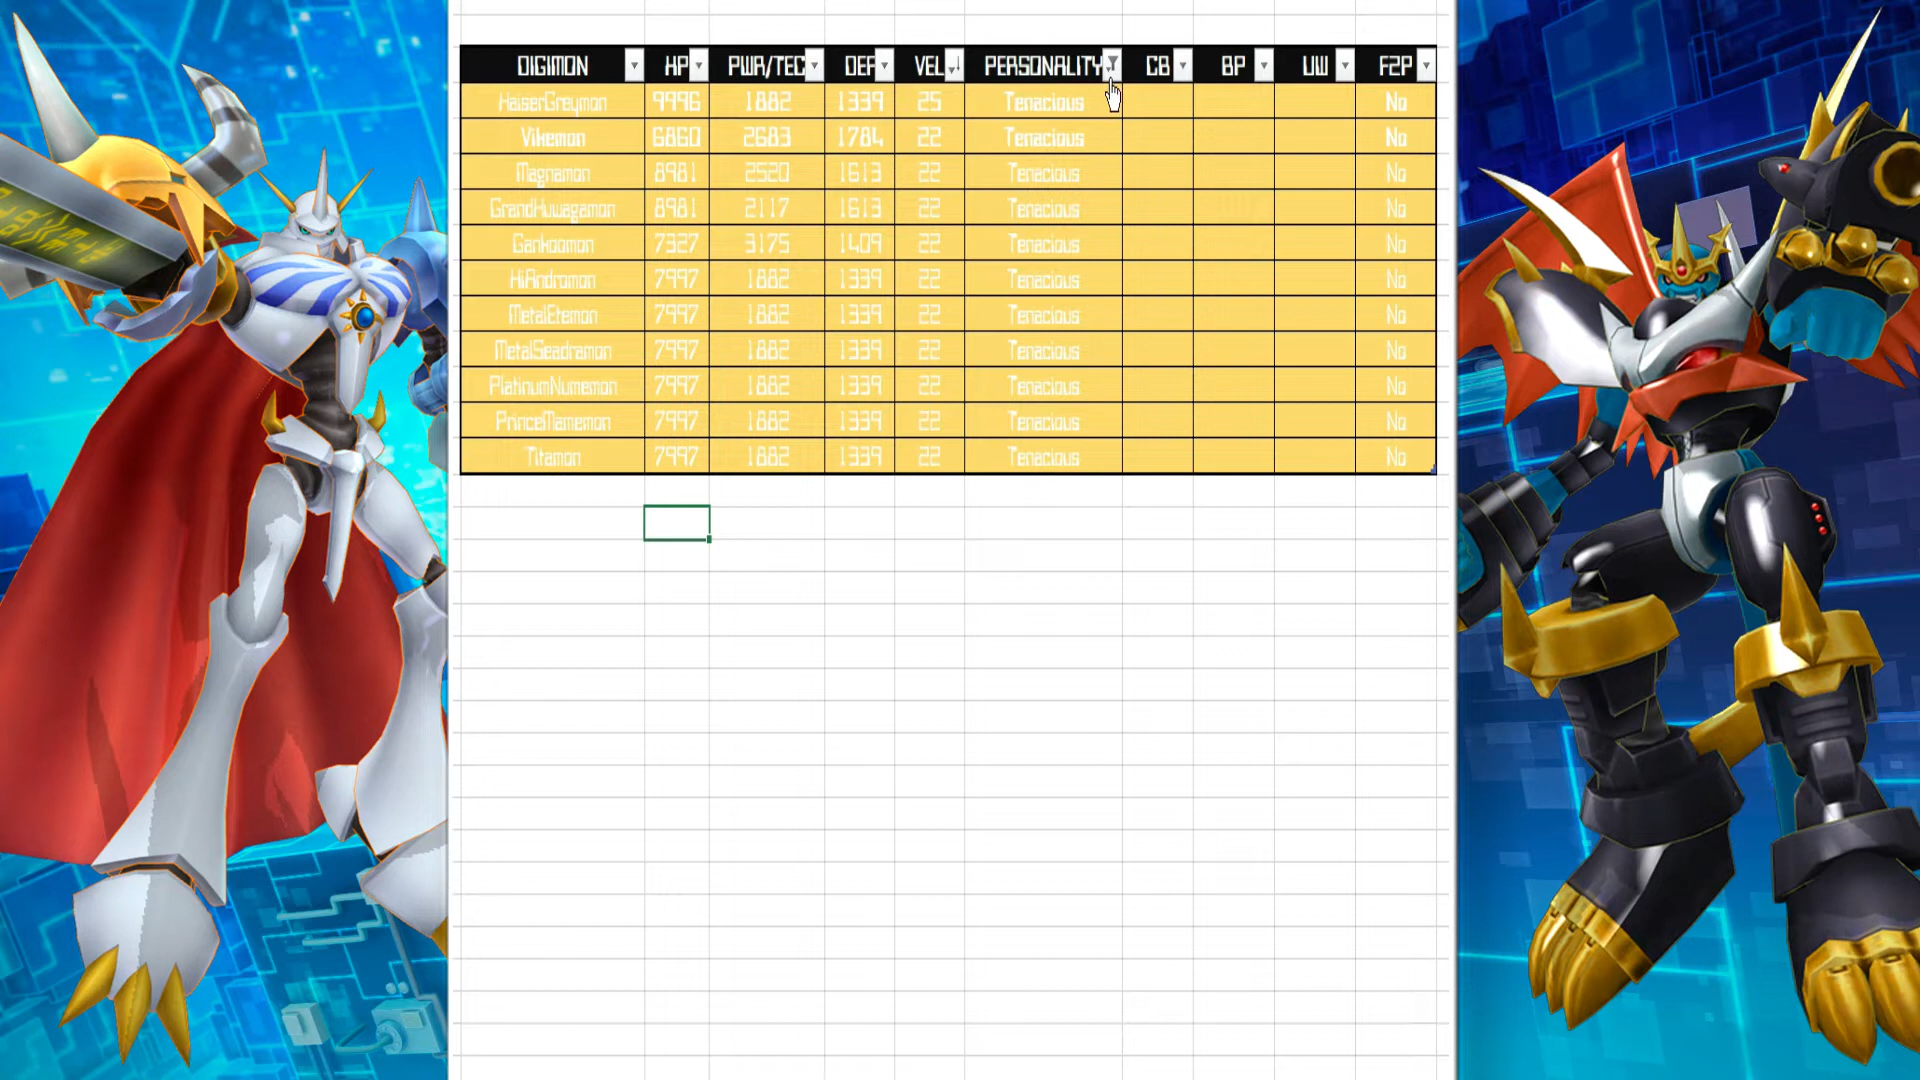 DIGIMON HP PWR/TEC DEF VEL PERSONALITY CB BP UW F2P
KaiserGreymon 9996 1882 1339 25 Tenacious No
Vikemon 6860 2683 1784 22 Tenacious No
Magnamon 8981 2520 1613 22 Tenacious No
GrandKuwagamon 8981 2117 1613 22 Tenacious No
Gankoomon 7327 3175 1409 22 Tenacious No
HiAndromon 7997 1882 1339 22 Tenacious No
MetalEtemon 7997 1882 1339 22 Tenacious No
MetalSeadramon 7997 1882 1339 22 Tenacious No
PlatinumNumemon 7997 1882 1339 22 Tenacious No
PrinceMamemon 7997 1882 1339 22 Tenacious No
Titamon 7997 1882 1339 22 Tenacious No